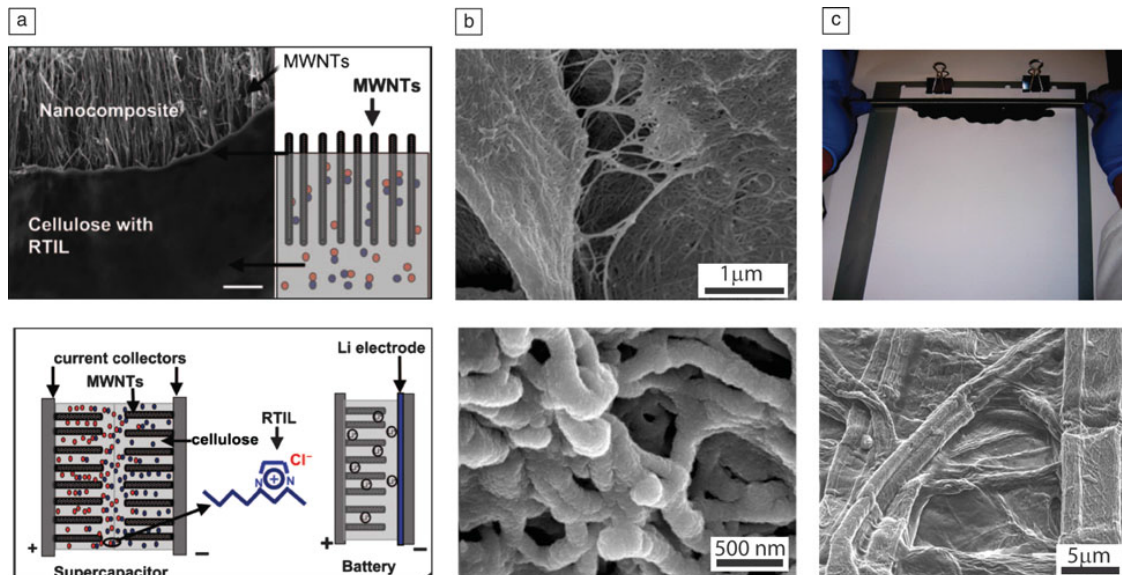 a
b
c
MWNTs
Nanocomposite
MWNTs
Cellulose with
RTIL
1μm
current collectors
MWNTs
cellulose
RTIL
Cl⁻
N
+
N
+
−
Supercapacitor
Li electrode
+
−
Battery
500 nm
5μm